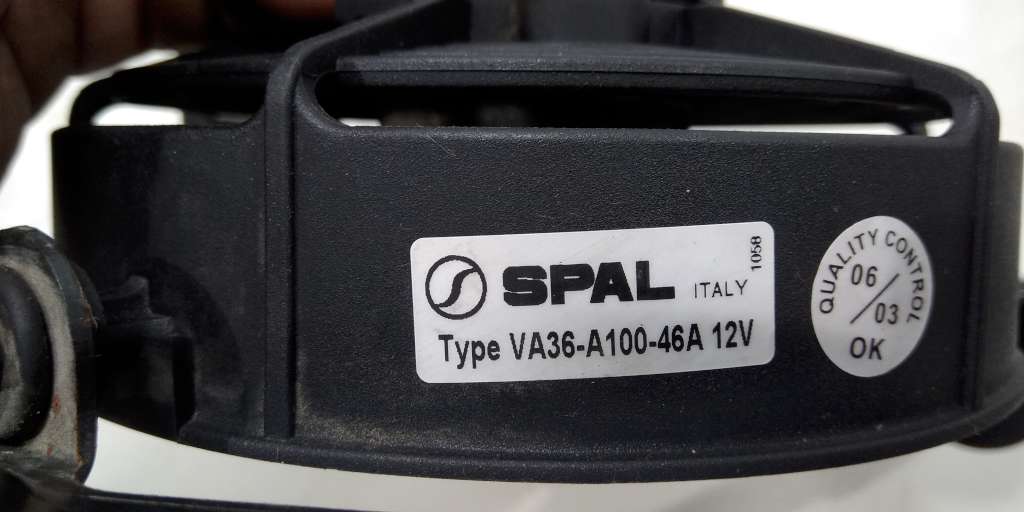 SPAL ITALY 1058
Type VA36-A100-46A 12V
QUALITY CONTROL
06/03
OK